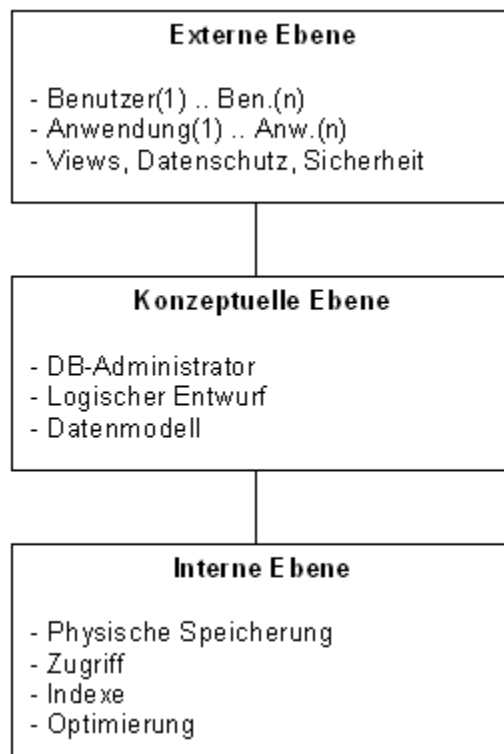 Externe Ebene
- Benutzer(1) .. Ben.(n)
- Anwendung(1) .. Anw.(n)
- Views, Datenschutz, Sicherheit
Konzeptuelle Ebene
- DB-Administrator
- Logischer Entwurf
- Datenmodell
Interne Ebene
- Physische Speicherung
- Zugriff
- Indexe
- Optimierung